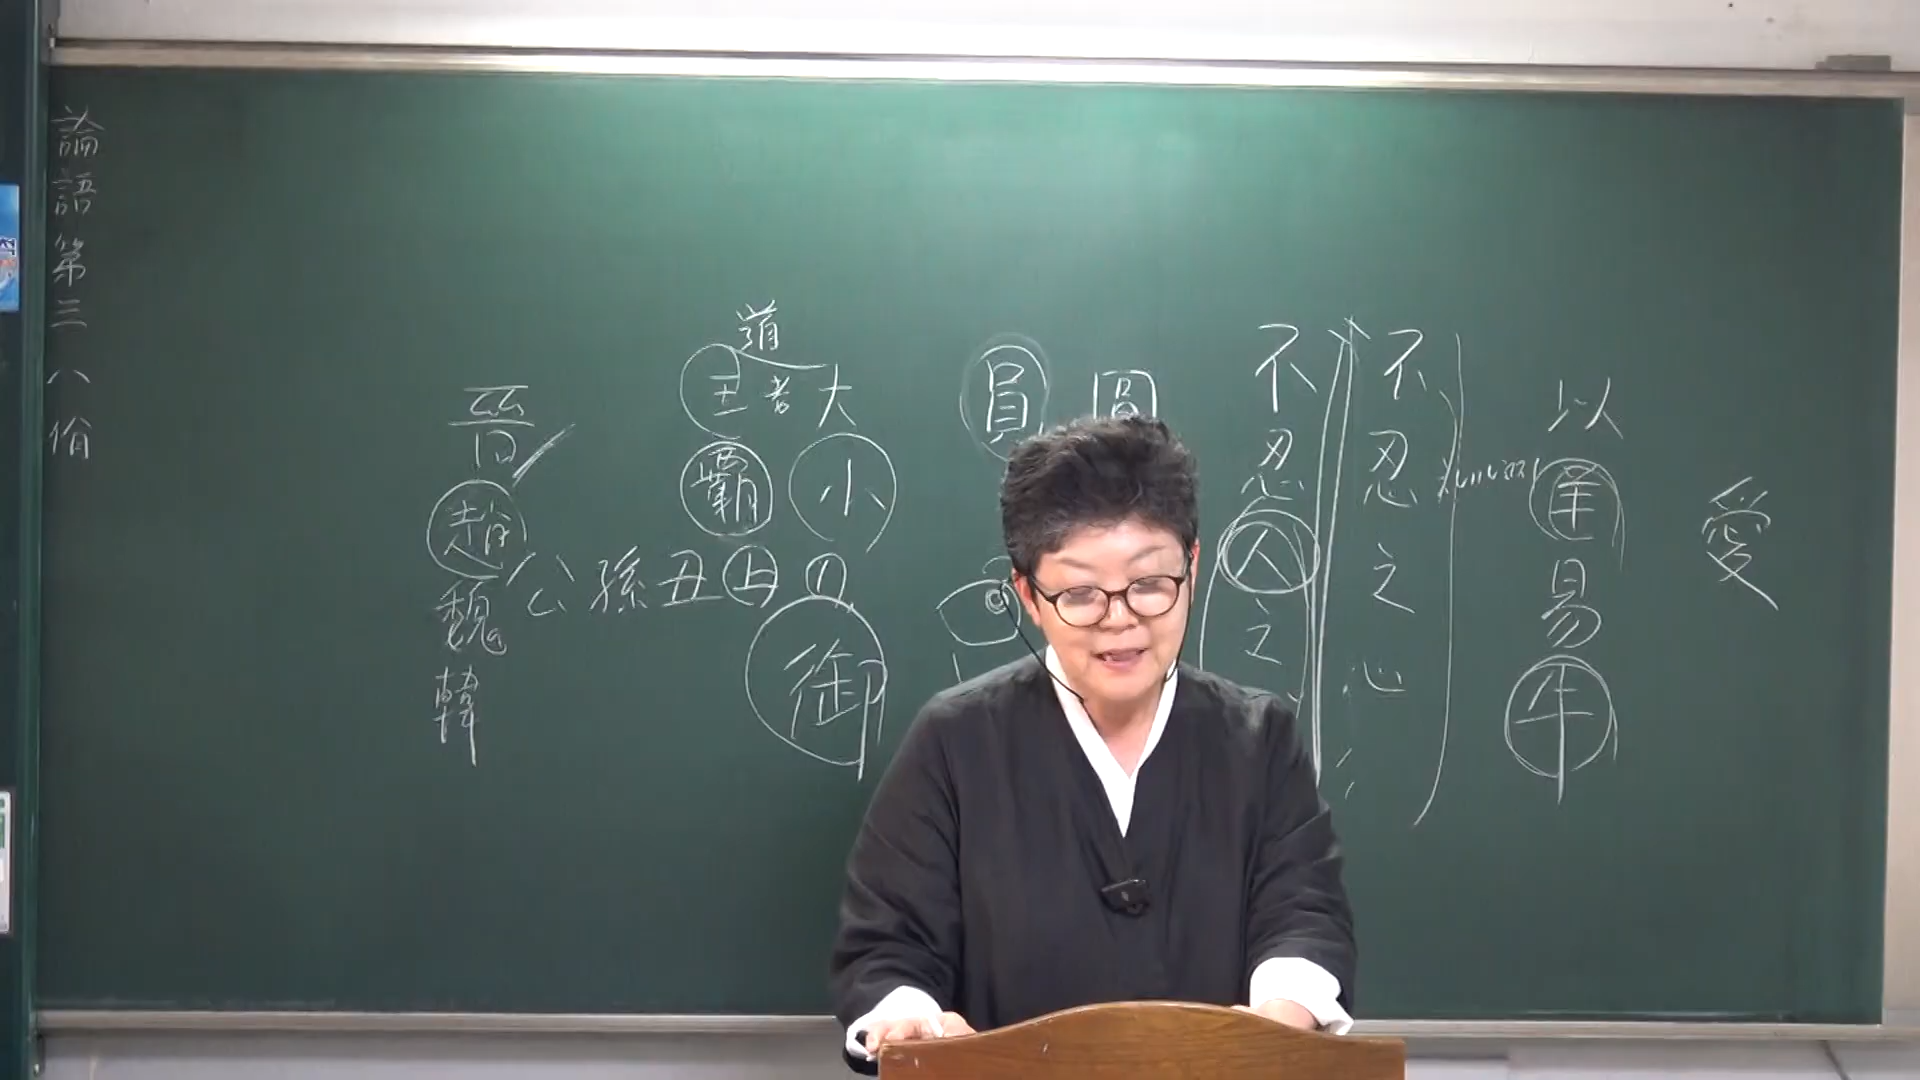 論語第三八佾
晉
趙
魏
韓
道
王者大
霸小
公孫丑上
御
員
圓
不忍人之
不忍之心
以羊易牛
愛